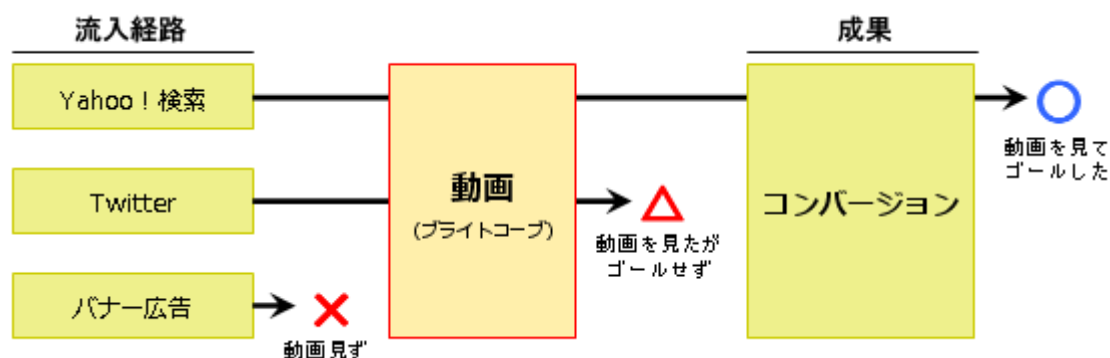 流入経路
成果
Yahoo！検索
動画を見て
ゴールした
Twitter
動画
(ブライトコーブ)
コンバージョン
動画を見たが
ゴールせず
バナー広告
動画見ず